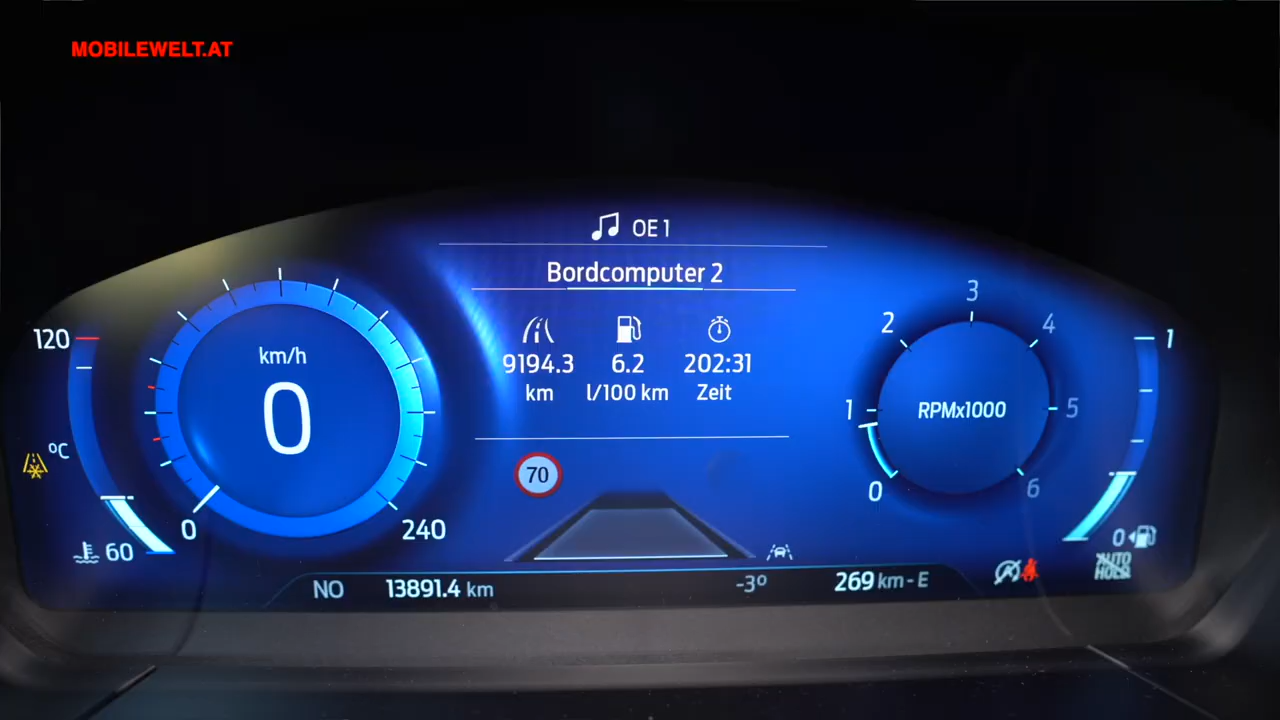 MOBILEWELT.AT
OE 1
Bordcomputer 2
9194.3 6.2 202:31
km l/100 km Zeit
km/h
0
120
°C
60
0 240
70
3
2 4
1 RPMx1000 5
0 6
1
0
AUTO
HOLD
NO 13891.4 km -3° 269 km - E